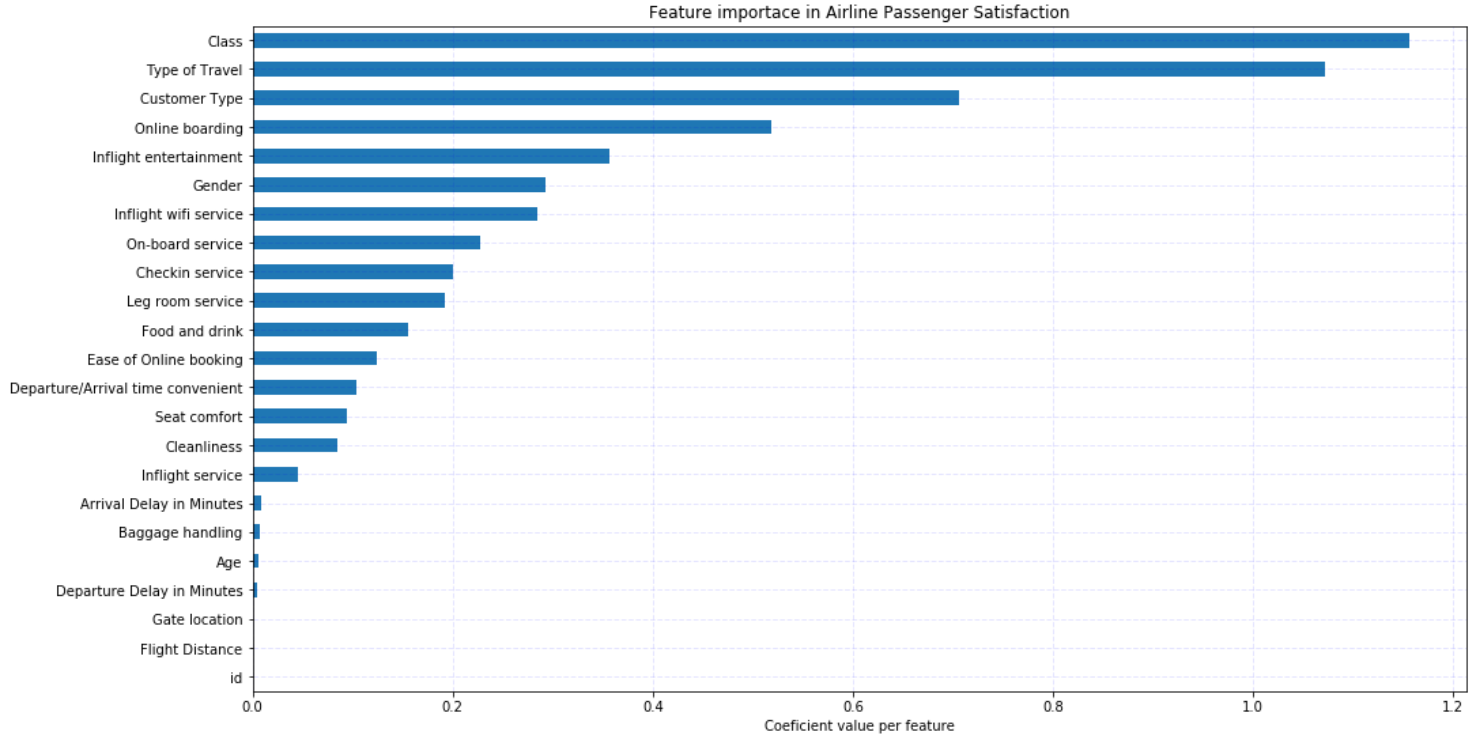 Feature importace in Airline Passenger Satisfaction
Class
Type of Travel
Customer Type
Online boarding
Inflight entertainment
Gender
Inflight wifi service
On-board service
Checkin service
Leg room service
Food and drink
Ease of Online booking
Departure/Arrival time convenient
Seat comfort
Cleanliness
Inflight service
Arrival Delay in Minutes
Baggage handling
Age
Departure Delay in Minutes
Gate location
Flight Distance
id
0.0 0.2 0.4 0.6 0.8 1.0 1.2
Coeficient value per feature